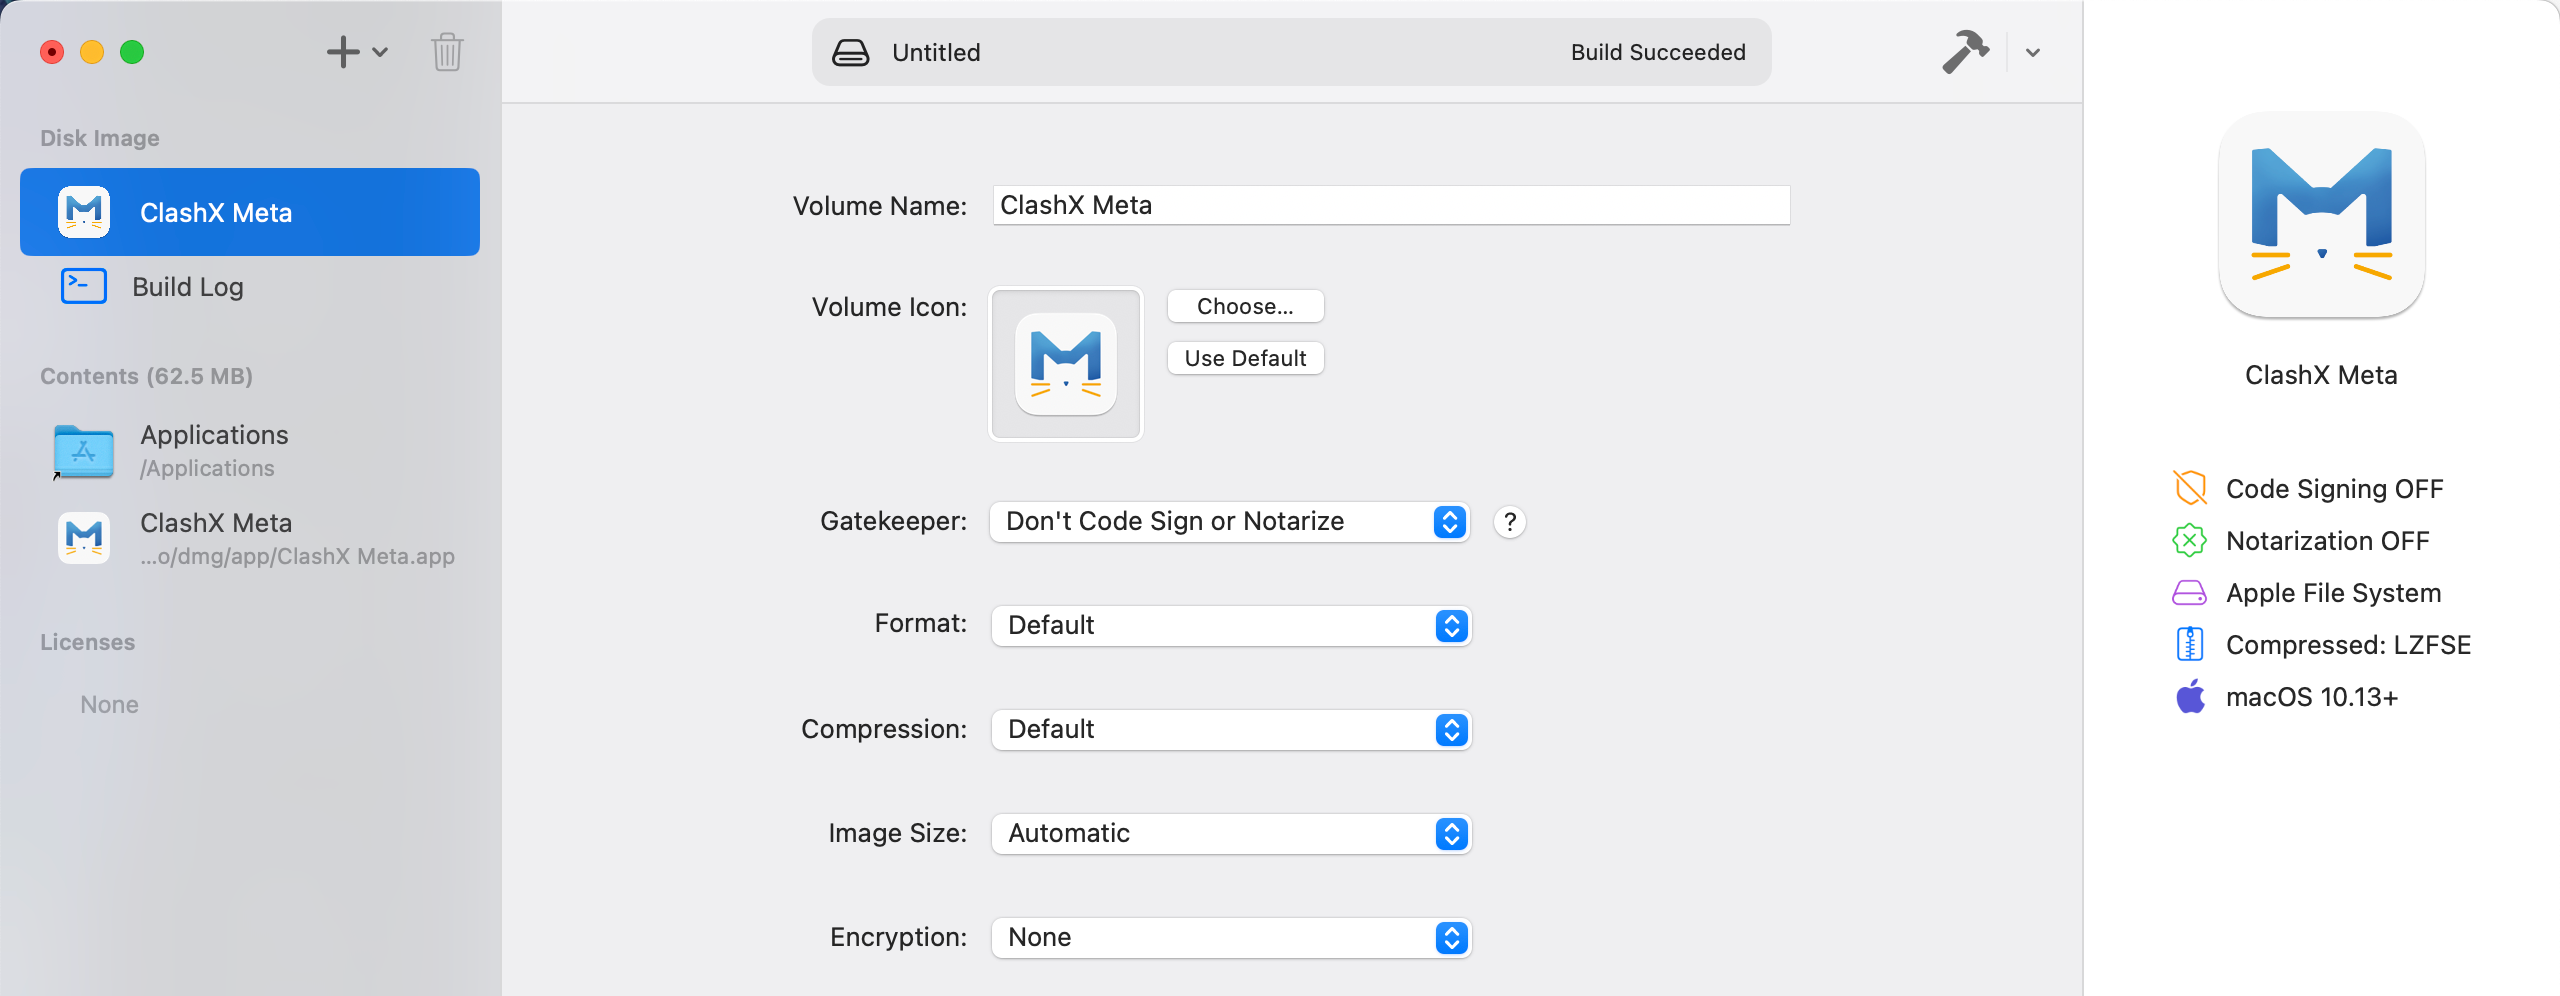 Untitled
Build Succeeded
Disk Image
ClashX Meta
Build Log
Contents (62.5 MB)
Applications
/Applications
ClashX Meta
...o/dmg/app/ClashX Meta.app
Licenses
None
Volume Name: ClashX Meta
Volume Icon:
Choose...
Use Default
Gatekeeper: Don't Code Sign or Notarize ?
Format: Default
Compression: Default
Image Size: Automatic
Encryption: None
ClashX Meta
Code Signing OFF
Notarization OFF
Apple File System
Compressed: LZFSE
macOS 10.13+